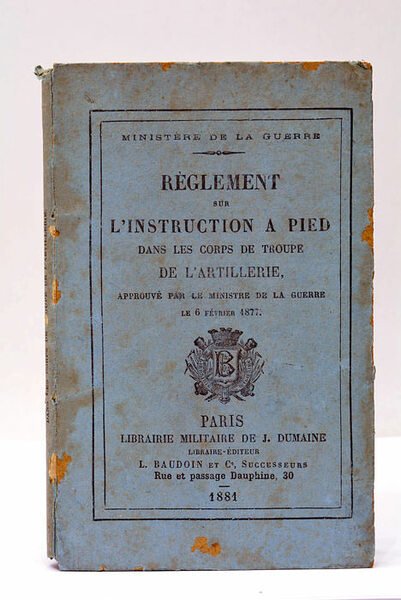 MINISTÈRE DE LA GUERRE
RÈGLEMENT
SUR
L'INSTRUCTION A PIED
DANS LES CORPS DE TROUPE
DE L'ARTILLERIE,
APPROUVÉ PAR LE MINISTRE DE LA GUERRE
LE 6 FÉVRIER 1877.
B
PARIS
LIBRAIRIE MILITAIRE DE J. DUMAINE
LIBRAIRE-ÉDITEUR
L. BAUDOIN ET Cᵉ, SUCCESSEURS
Rue et passage Dauphine, 30
1881